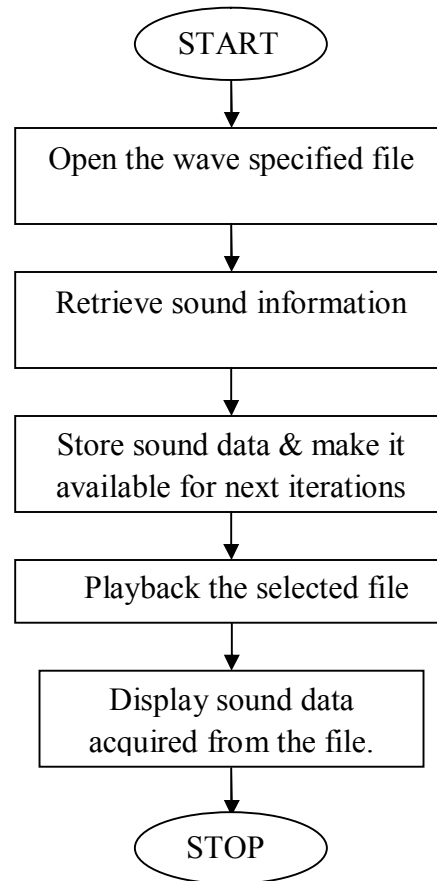 START
Open the wave specified file
Retrieve sound information
Store sound data & make it
available for next iterations
Playback the selected file
Display sound data
acquired from the file.
STOP